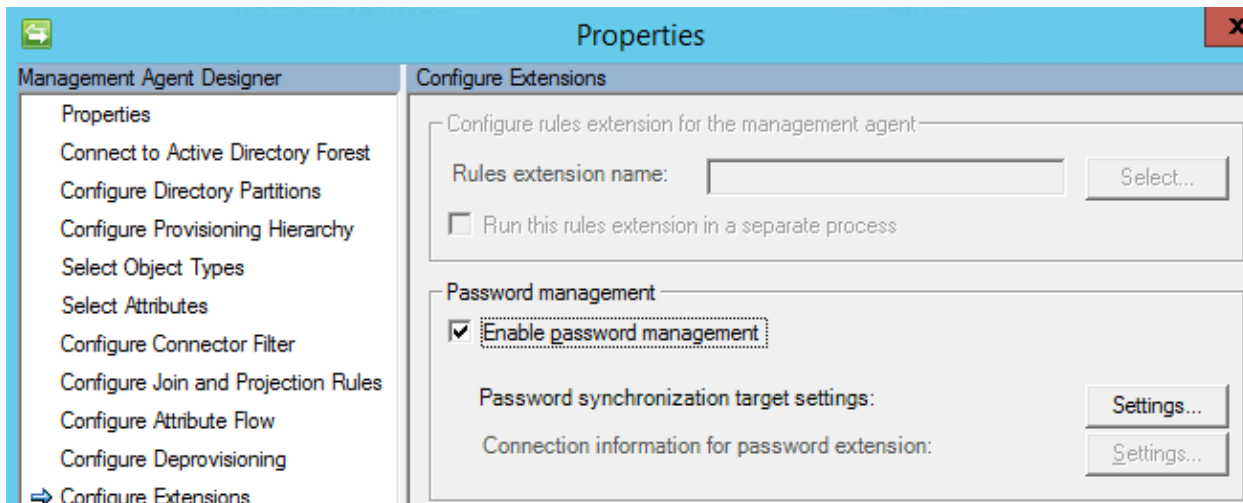 Properties
x
Management Agent Designer
Properties
Connect to Active Directory Forest
Configure Directory Partitions
Configure Provisioning Hierarchy
Select Object Types
Select Attributes
Configure Connector Filter
Configure Join and Projection Rules
Configure Attribute Flow
Configure Deprovisioning
Configure Extensions
Configure Extensions
Configure rules extension for the management agent
Rules extension name:
Select...
Run this rules extension in a separate process
Password management
Enable password management
Password synchronization target settings:
Settings...
Connection information for password extension:
Settings...